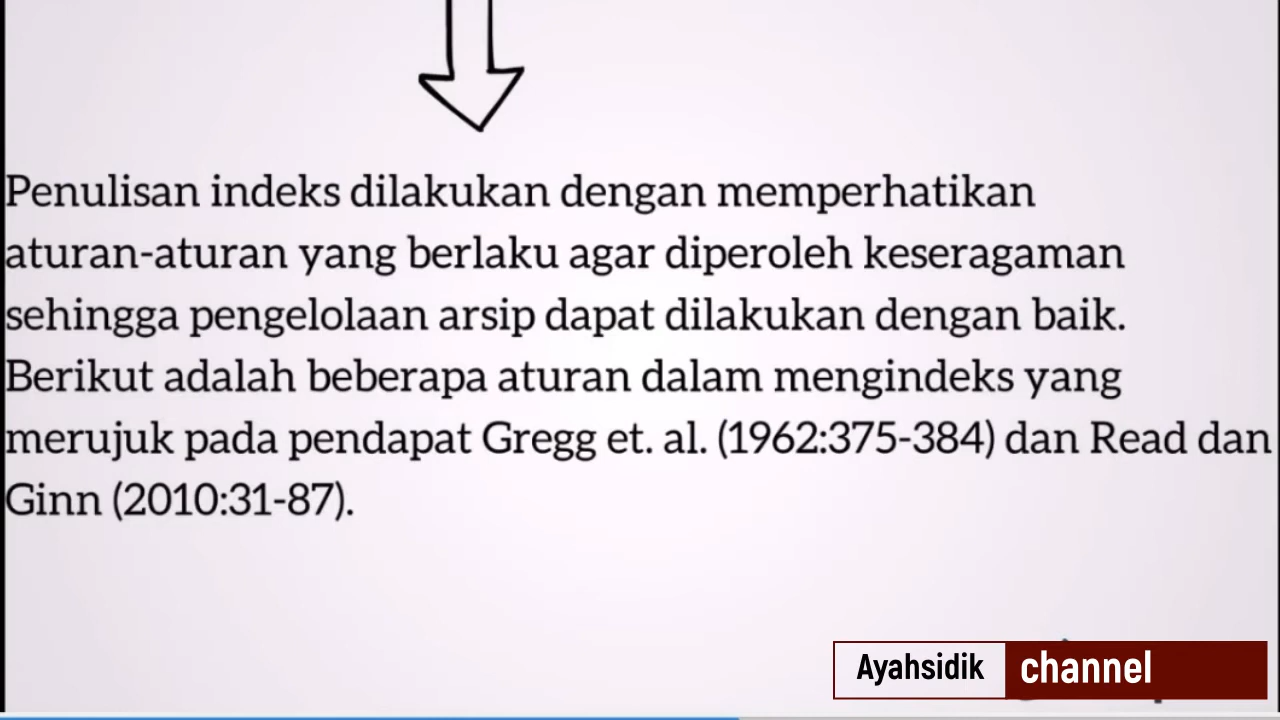 Penulisan indeks dilakukan dengan memperhatikan
aturan-aturan yang berlaku agar diperoleh keseragaman
sehingga pengelolaan arsip dapat dilakukan dengan baik.
Berikut adalah beberapa aturan dalam mengindeks yang
merujuk pada pendapat Gregg et. al. (1962:375-384) dan Read dan
Ginn (2010:31-87).
Ayahsidik channel